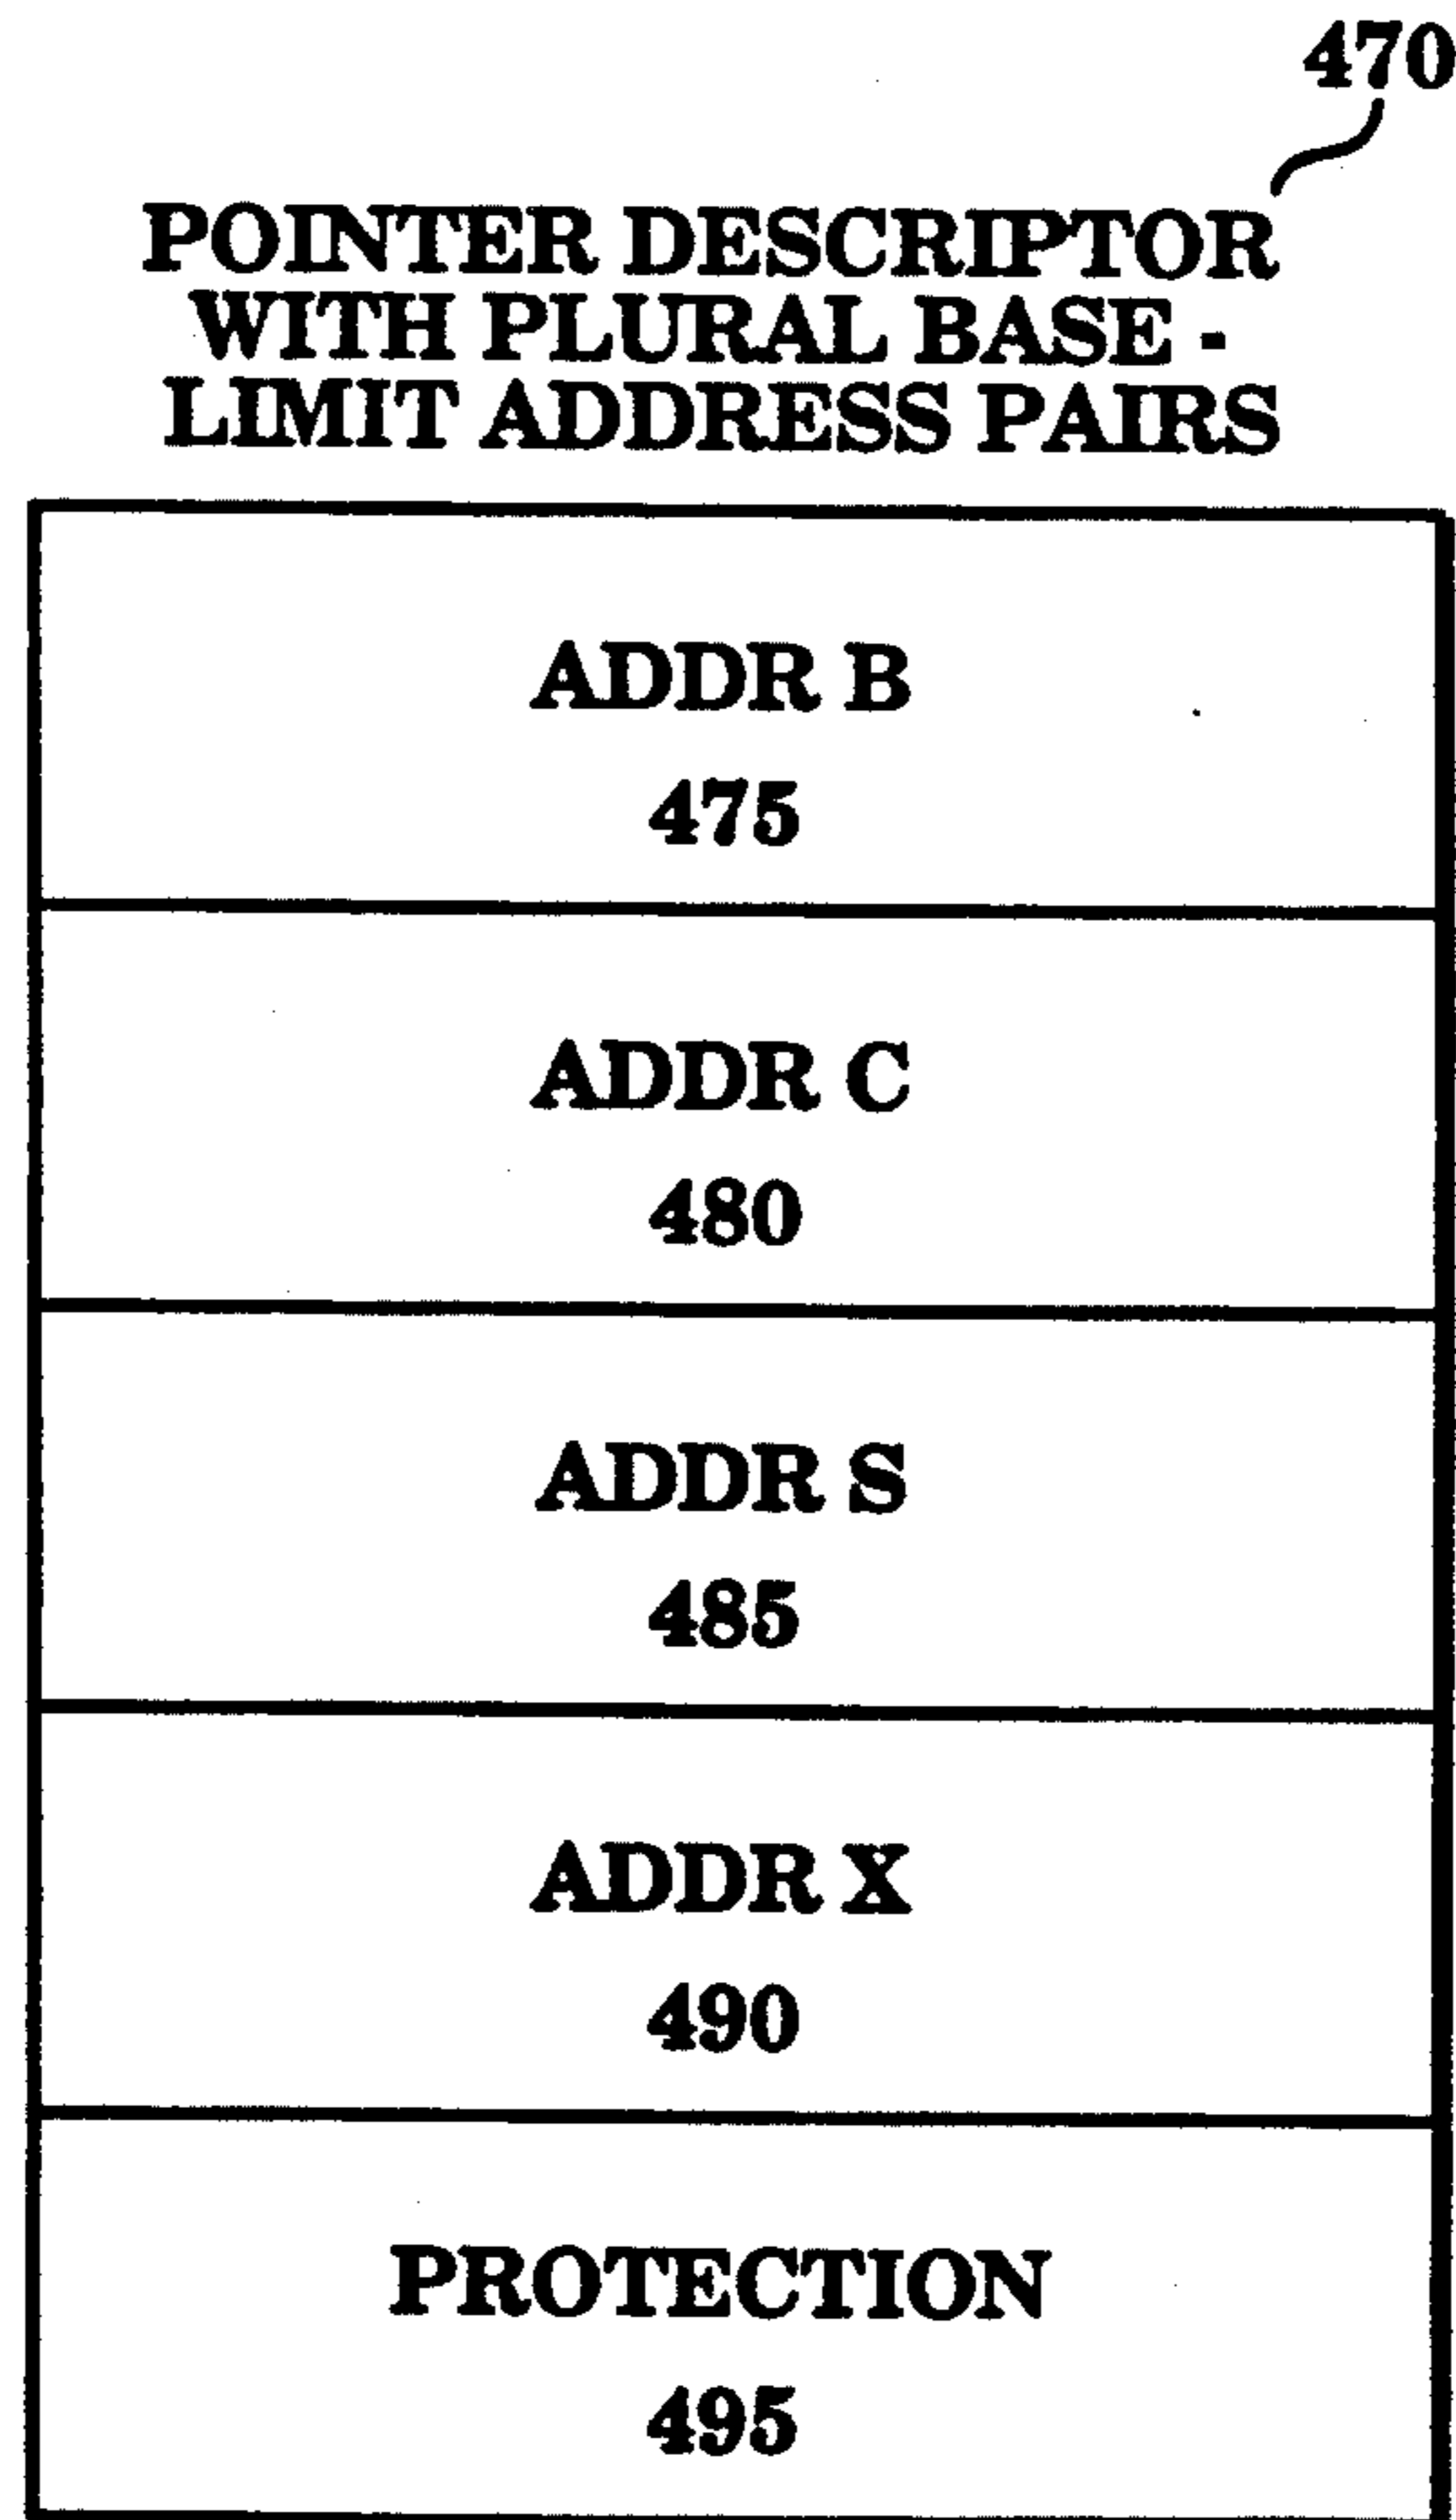 470
POINTER DESCRIPTOR
WITH PLURAL BASE -
LIMIT ADDRESS PAIRS
ADDR B
475
ADDR C
480
ADDR S
485
ADDR X
490
PROTECTION
495